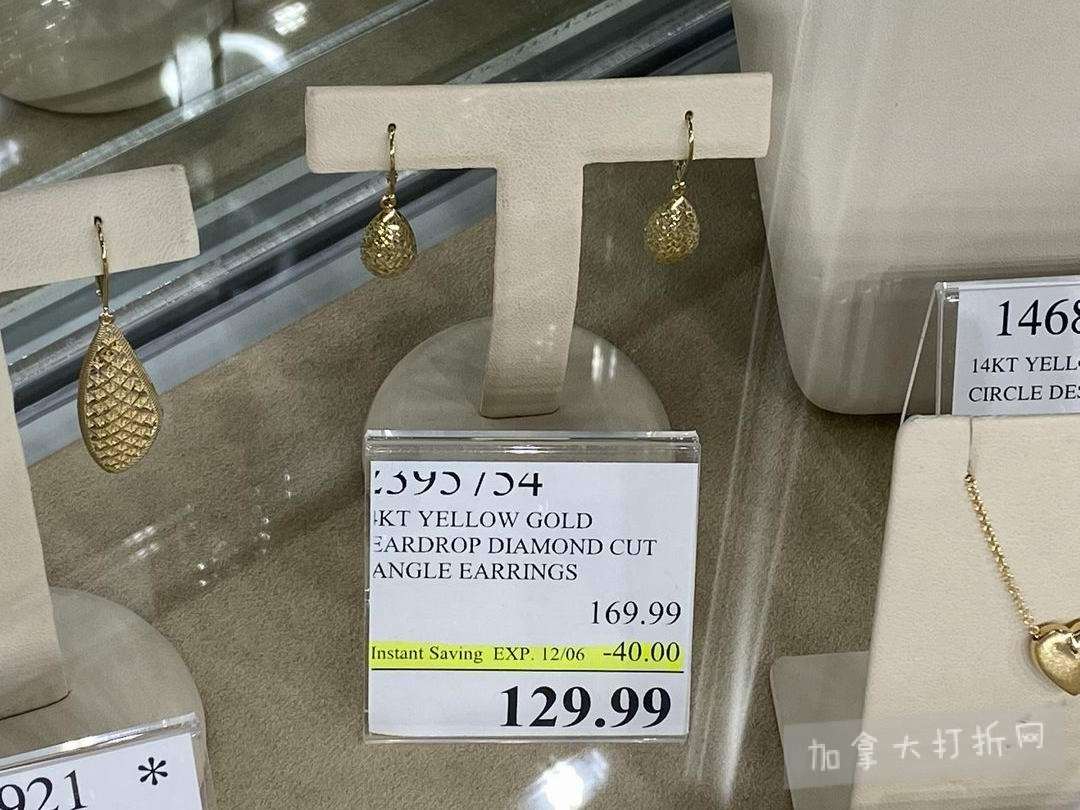 2395754
4KT YELLOW GOLD
EARDROP DIAMOND CUT
ANGLE EARRINGS
169.99
Instant Saving EXP. 12/06 -40.00
129.99
1468
14KT YELL
CIRCLE DES
921 *
加拿大打折网